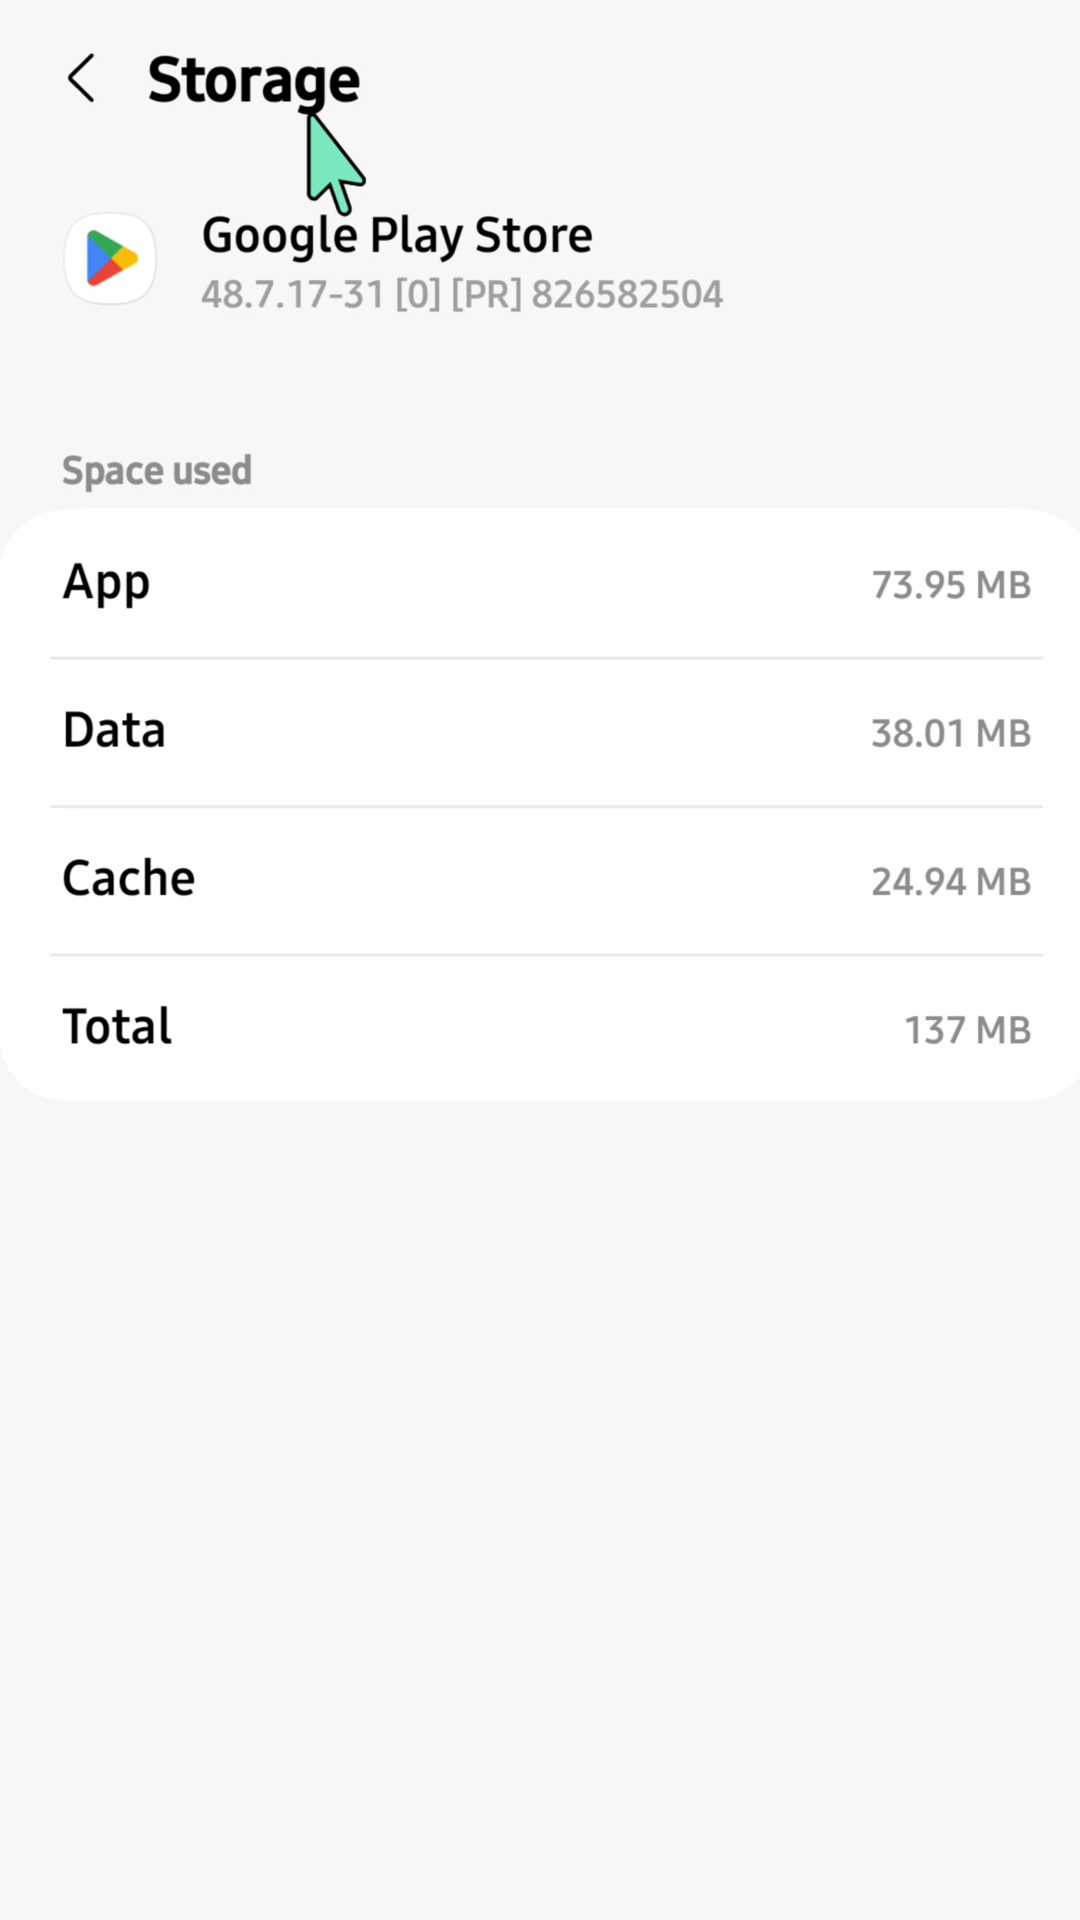 Storage
Google Play Store
48.7.17-31 [0] [PR] 826582504
Space used
App 73.95 MB
Data 38.01 MB
Cache 24.94 MB
Total 137 MB